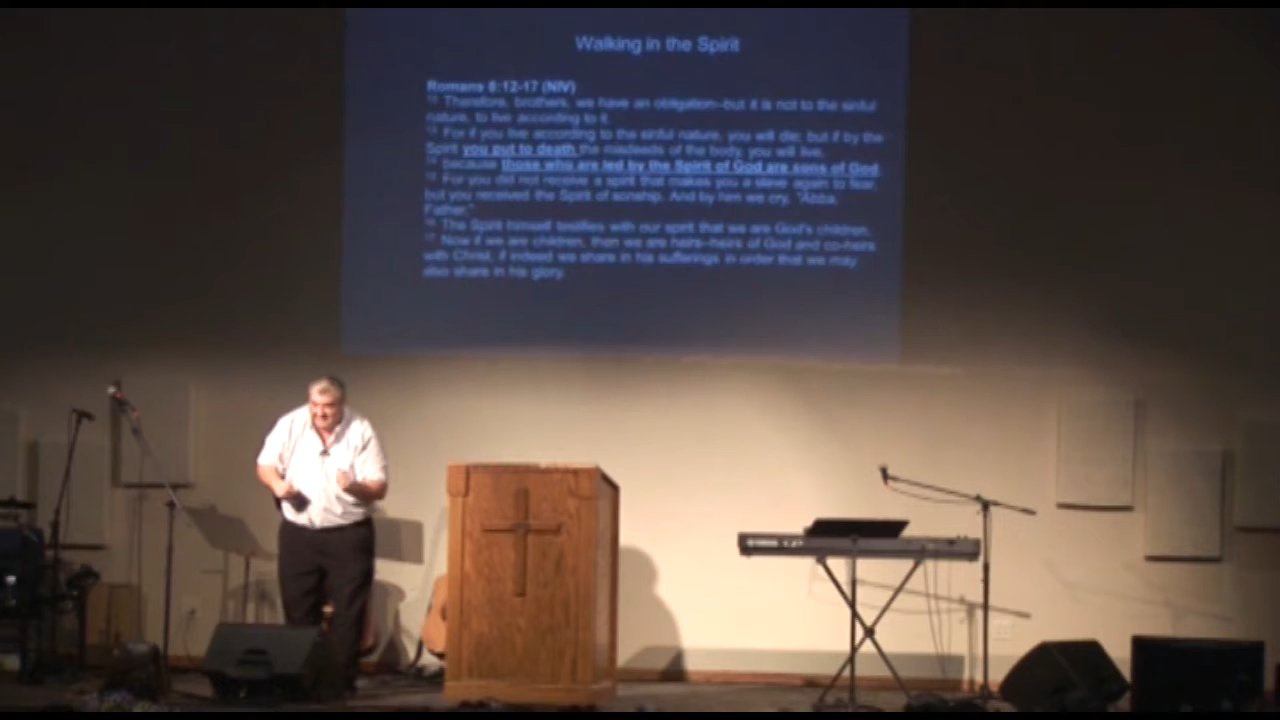 Walking in the Spirit
Romans 8:12-17 (NIV)
12 Therefore, brothers, we have an obligation--but it is not to the sinful
nature, to live according to it.
13 For if you live according to the sinful nature, you will die; but if by the
Spirit you put to death the misdeeds of the body, you will live,
14 because those who are led by the Spirit of God are sons of God.
15 For you did not receive a spirit that makes you a slave again to fear,
but you received the Spirit of sonship. And by him we cry, "Abba,
Father."
16 The Spirit himself testifies with our spirit that we are God's children.
17 Now if we are children, then we are heirs--heirs of God and co-heirs
with Christ, if indeed we share in his sufferings in order that we may
also share in his glory.